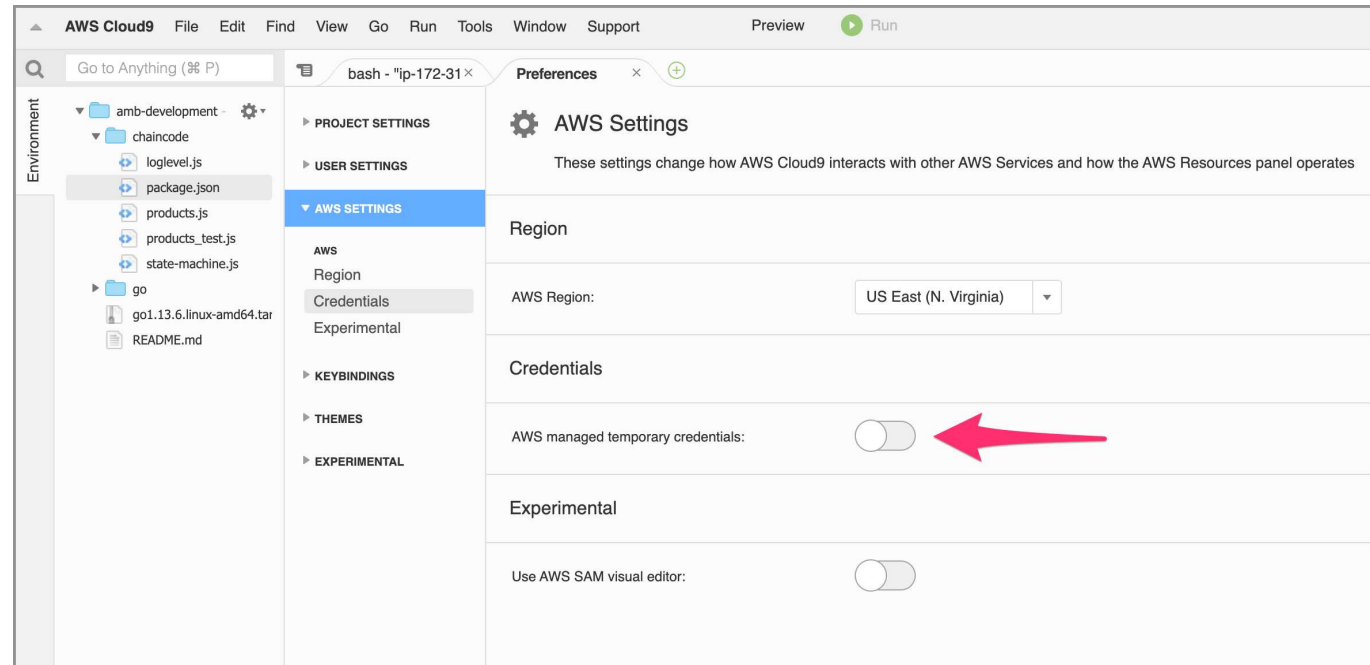 AWS Cloud9 File Edit Find View Go Run Tools Window Support Preview Run
Go to Anything (⌘ P)
bash - "ip-172-31
Preferences
Environment
amb-development -
chaincode
loglevel.js
package.json
products.js
products_test.js
state-machine.js
go
go1.13.6.linux-amd64.tar
README.md
PROJECT SETTINGS
USER SETTINGS
AWS SETTINGS
AWS
Region
Credentials
Experimental
KEYBINDINGS
THEMES
EXPERIMENTAL
AWS Settings
These settings change how AWS Cloud9 interacts with other AWS Services and how the AWS Resources panel operates
Region
AWS Region: US East (N. Virginia)
Credentials
AWS managed temporary credentials:
Experimental
Use AWS SAM visual editor: